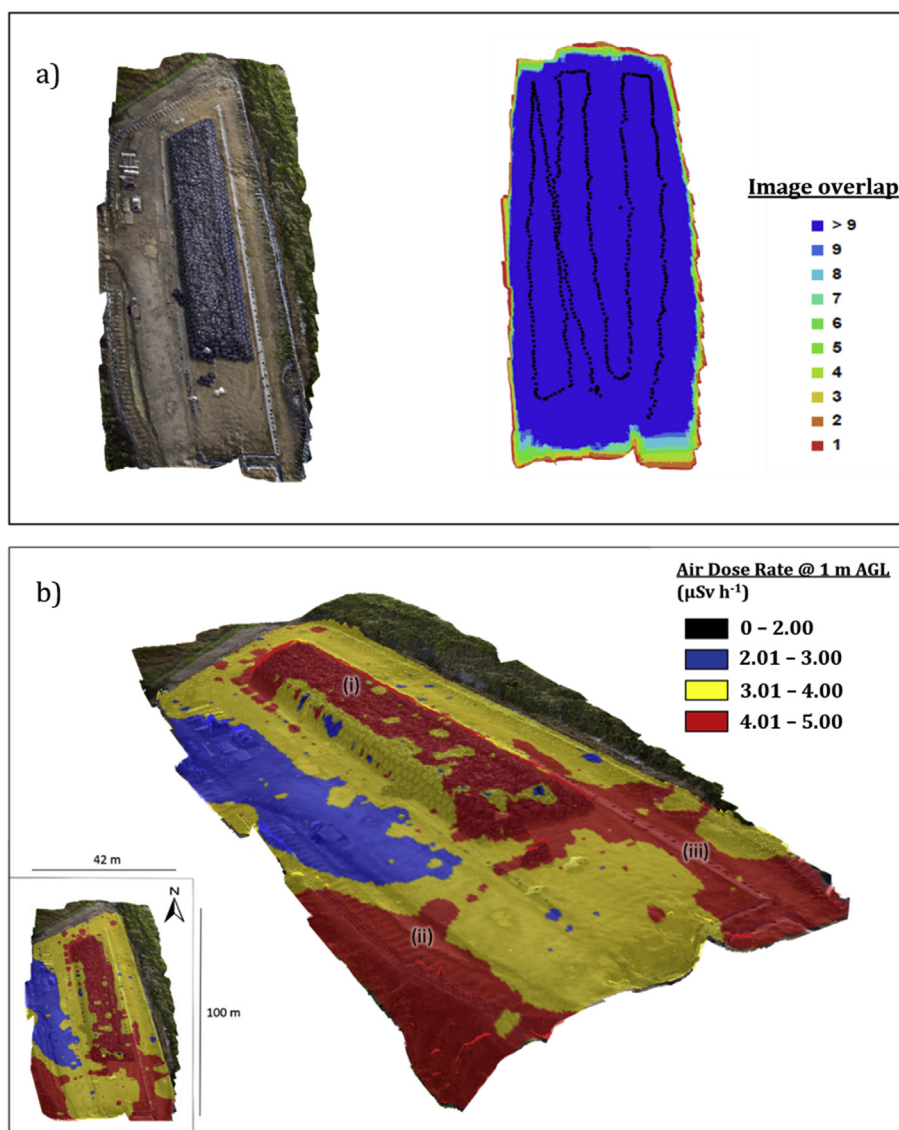 a)
Image overlap
> 9
9
8
7
6
5
4
3
2
1
b)
Air Dose Rate @ 1 m AGL
(µSv h⁻¹)
0 – 2.00
2.01 – 3.00
3.01 – 4.00
4.01 – 5.00
(i)
(iii)
(ii)
42 m
N
100 m